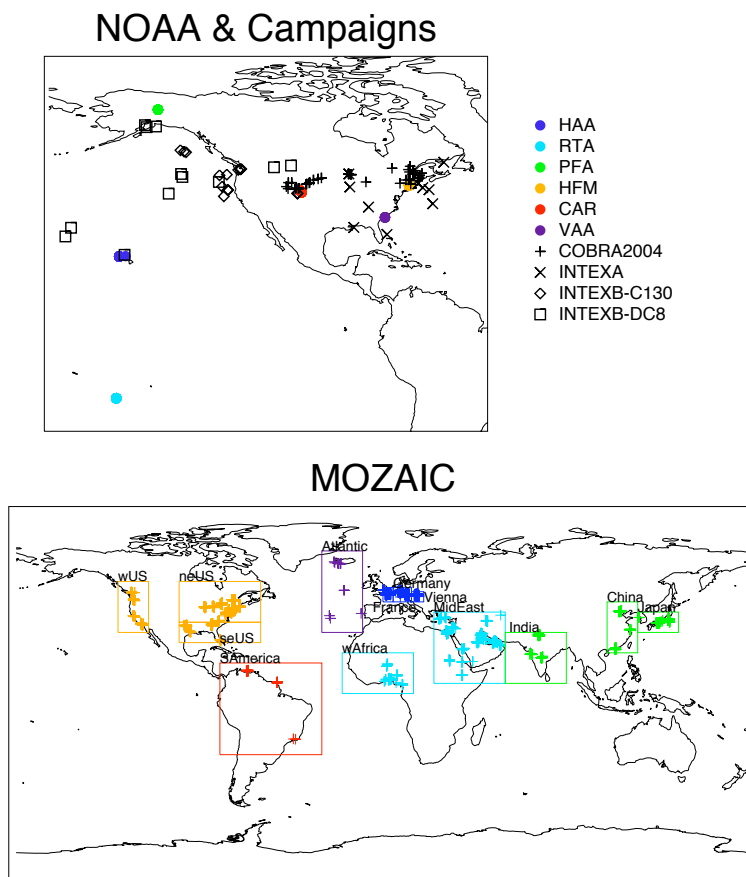 NOAA & Campaigns
HAA
RTA
PFA
HFM
CAR
VAA
COBRA2004
INTEXA
INTEXB-C130
INTEXB-DC8
MOZAIC
Atlantic
wUS
neUS
Germany
Vienna
France
MidEast
China
Japan
India
seUS
wAfrica
SAmerica